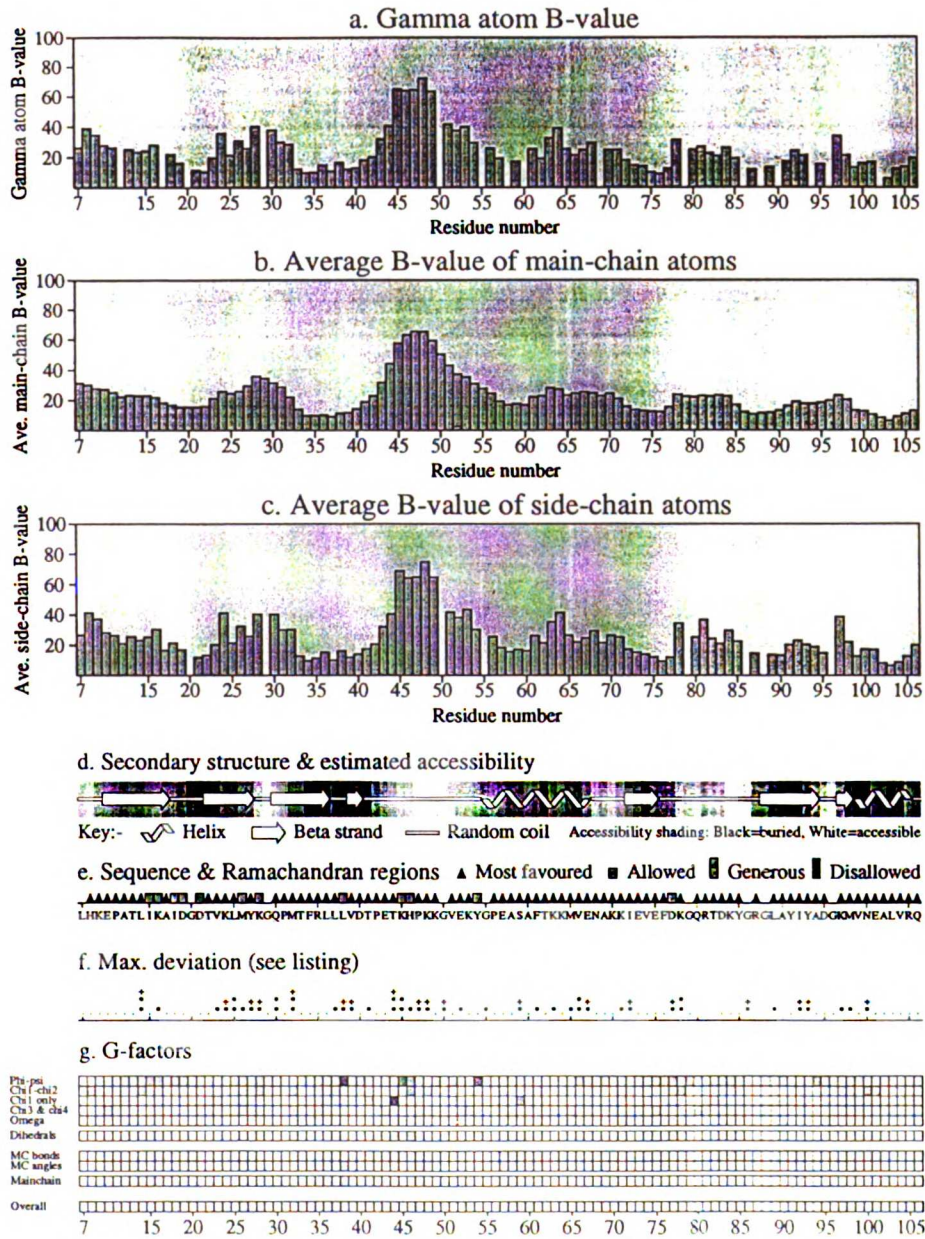 a. Gamma atom B-value
Gamma atom B-value
100
80
60
40
20
7 15 20 25 30 35 40 45 50 55 60 65 70 75 80 85 90 95 100 105
Residue number
b. Average B-value of main-chain atoms
Ave. main-chain B-value
100
80
60
40
20
7 15 20 25 30 35 40 45 50 55 60 65 70 75 80 85 90 95 100 105
Residue number
c. Average B-value of side-chain atoms
Ave. side-chain B-value
100
80
60
40
20
7 15 20 25 30 35 40 45 50 55 60 65 70 75 80 85 90 95 100 105
Residue number
d. Secondary structure & estimated accessibility
Key:- Helix Beta strand Random coil Accessibility shading: Black=buried, White=accessible
e. Sequence & Ramachandran regions Most favoured Allowed Generous Disallowed
LHKEPATLIKAIDGDTVKLMYKGQPMTFRLLLVDTPETKHPKKGVEKYGPEASAFTKKMVENAKKIEVEFDKGQRTDKYGRGLAYIYADGKMVNEALVRQ
f. Max. deviation (see listing)
g. G-factors
Phi-psi
Chi1-chi2
Chi1 only
Chi3 & chi4
Omega
Dihedrals
MC bonds
MC angles
Mainchain
Overall
7 15 20 25 30 35 40 45 50 55 60 65 70 75 80 85 90 95 100 105